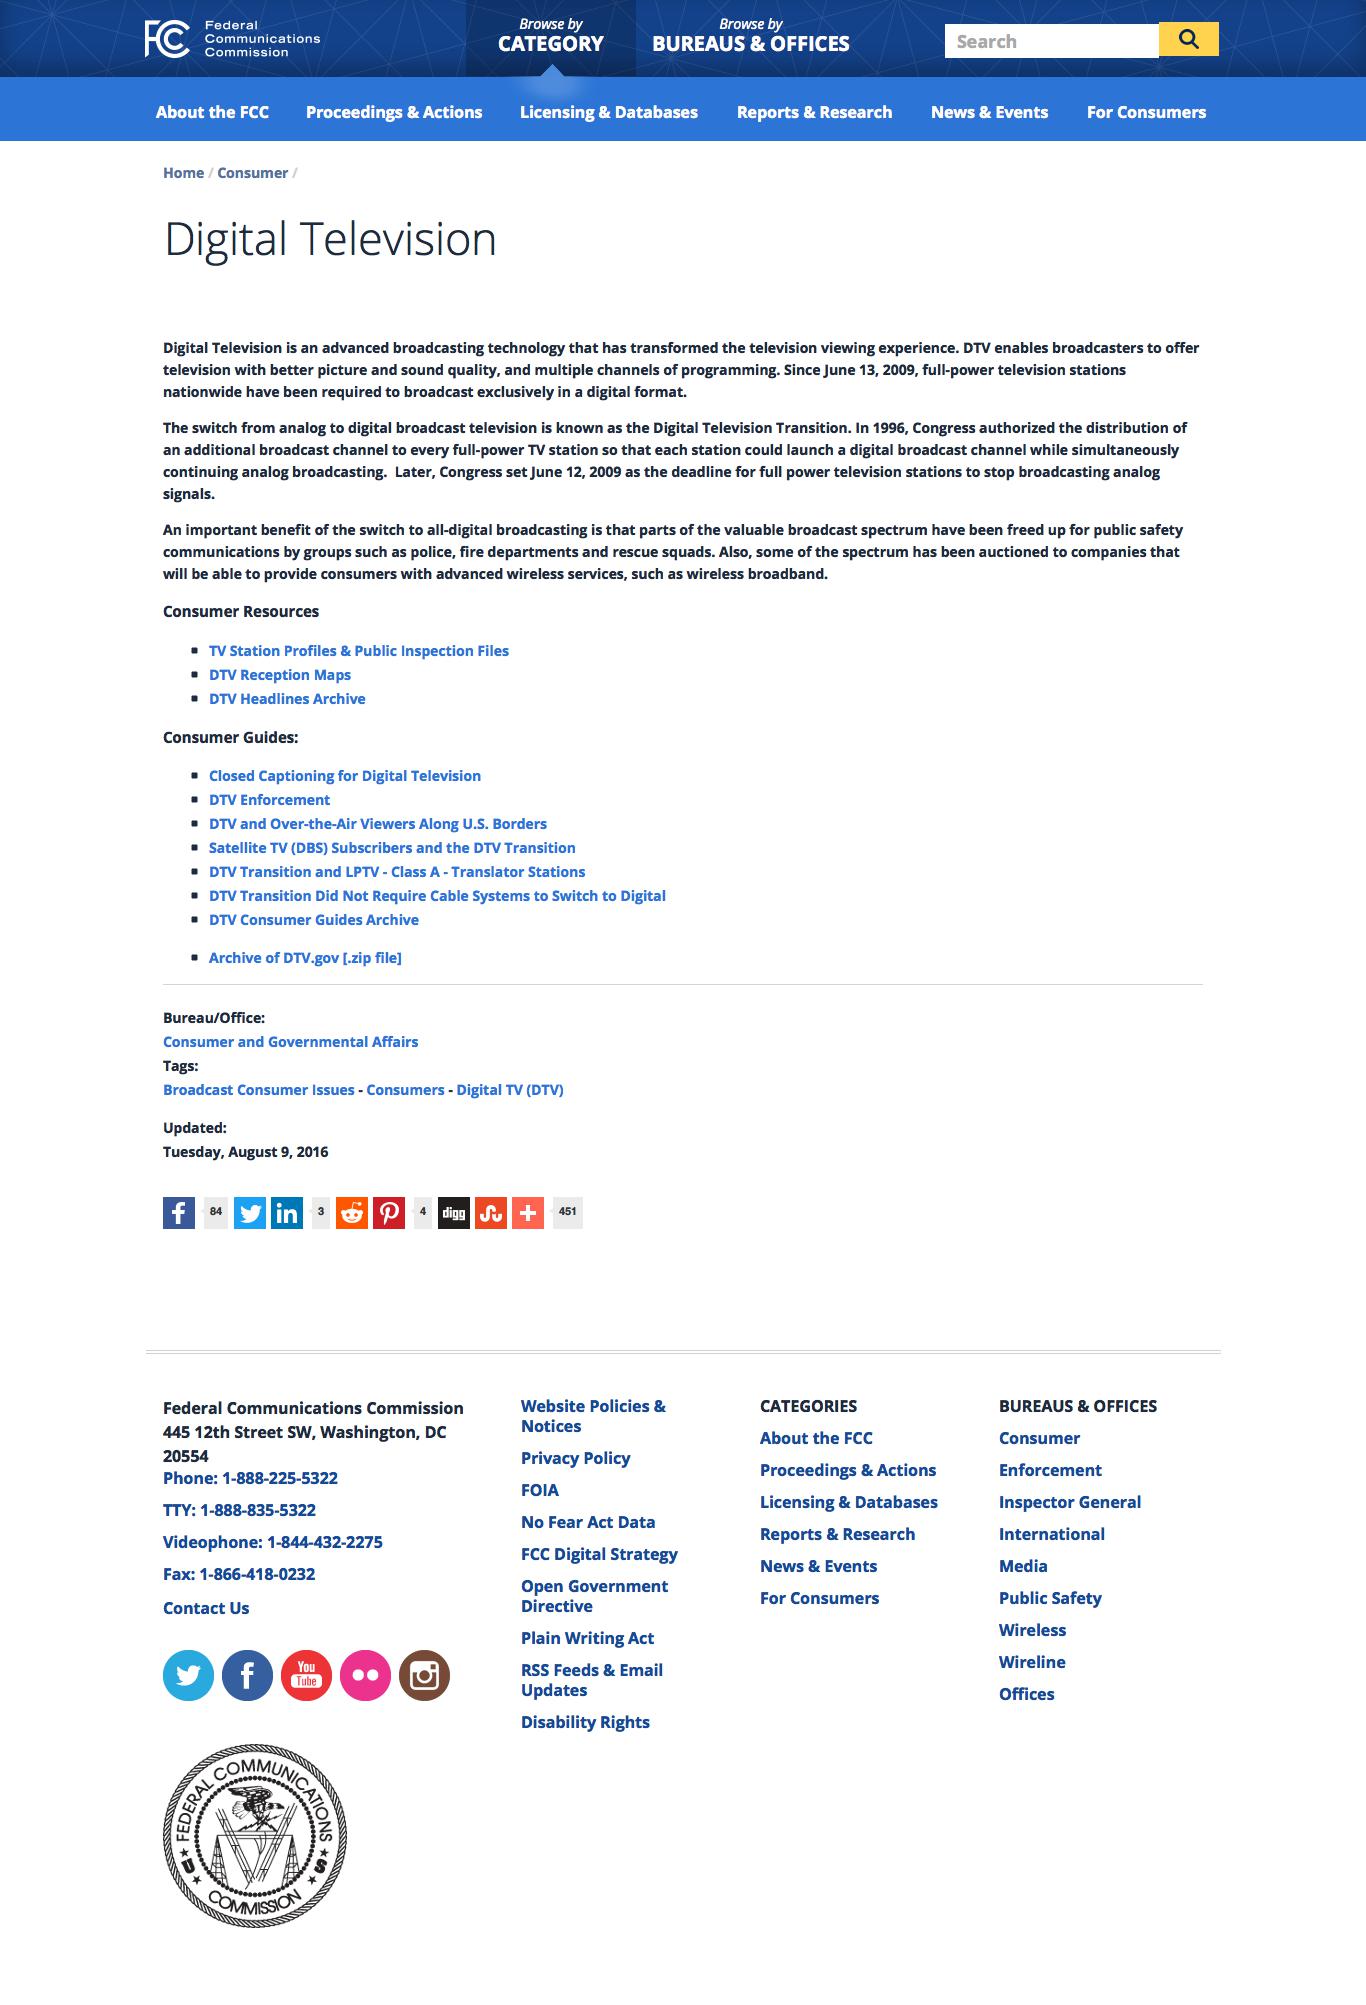 FCC
Federal
Communications
Commission
Browse by
CATEGORY
Browse by
BUREAUS & OFFICES
Search
About the FCC
Proceedings & Actions
Licensing & Databases
Reports & Research
News & Events
For Consumers
Home / Consumer /
Digital Television
Digital Television is an advanced broadcasting technology that has transformed the television viewing experience. DTV enables broadcasters to offer
television with better picture and sound quality, and multiple channels of programming. Since June 13, 2009, full-power television stations
nationwide have been required to broadcast exclusively in a digital format.
The switch from analog to digital broadcast television is known as the Digital Television Transition. In 1996, Congress authorized the distribution of
an additional broadcast channel to every full-power TV station so that each station could launch a digital broadcast channel while simultaneously
continuing analog broadcasting.  Later, Congress set June 12, 2009 as the deadline for full power television stations to stop broadcasting analog
signals.
An important benefit of the switch to all-digital broadcasting is that parts of the valuable broadcast spectrum have been freed up for public safety
communications by groups such as police, fire departments and rescue squads. Also, some of the spectrum has been auctioned to companies that
will be able to provide consumers with advanced wireless services, such as wireless broadband.
Consumer Resources
TV Station Profiles & Public Inspection Files
DTV Reception Maps
DTV Headlines Archive
Consumer Guides:
Closed Captioning for Digital Television
DTV Enforcement
DTV and Over-the-Air Viewers Along U.S. Borders
Satellite TV (DBS) Subscribers and the DTV Transition
DTV Transition and LPTV - Class A - Translator Stations
DTV Transition Did Not Require Cable Systems to Switch to Digital
DTV Consumer Guides Archive
Archive of DTV.gov [.zip file]
Bureau/Office:
Consumer and Governmental Affairs
Tags:
Broadcast Consumer Issues - Consumers - Digital TV (DTV)
Updated:
Tuesday, August 9, 2016
84 3 4 digg 451
Federal Communications Commission
445 12th Street SW, Washington, DC
20554
Phone: 1-888-225-5322
TTY: 1-888-835-5322
Videophone: 1-844-432-2275
Fax: 1-866-418-0232
Contact Us
You
Tube
FEDERAL COMMUNICATIONS
U S
COMMISSION
Website Policies &
Notices
Privacy Policy
FOIA
No Fear Act Data
FCC Digital Strategy
Open Government
Directive
Plain Writing Act
RSS Feeds & Email
Updates
Disability Rights
CATEGORIES
About the FCC
Proceedings & Actions
Licensing & Databases
Reports & Research
News & Events
For Consumers
BUREAUS & OFFICES
Consumer
Enforcement
Inspector General
International
Media
Public Safety
Wireless
Wireline
Offices